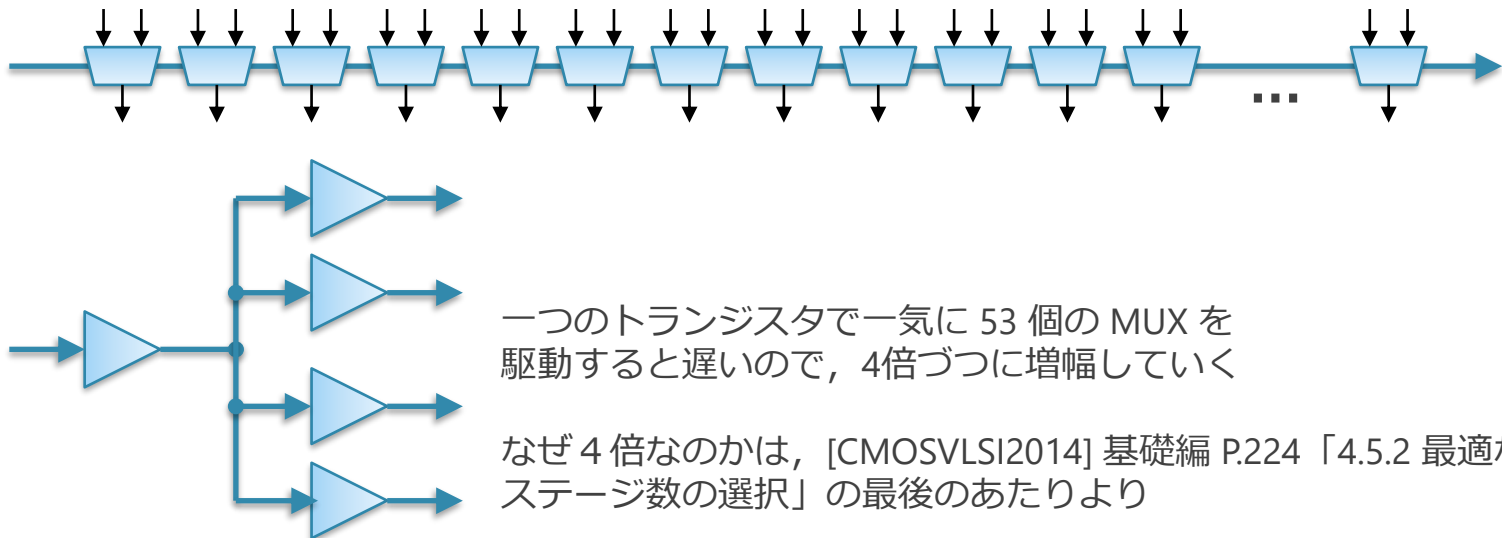 ...
一つのトランジスタで一気に 53 個の MUX を
駆動すると遅いので，4倍づつに増幅していく
なぜ４倍なのかは，[CMOSVLSI2014] 基礎編 P.224「4.5.2 最適な
ステージ数の選択」の最後のあたりより